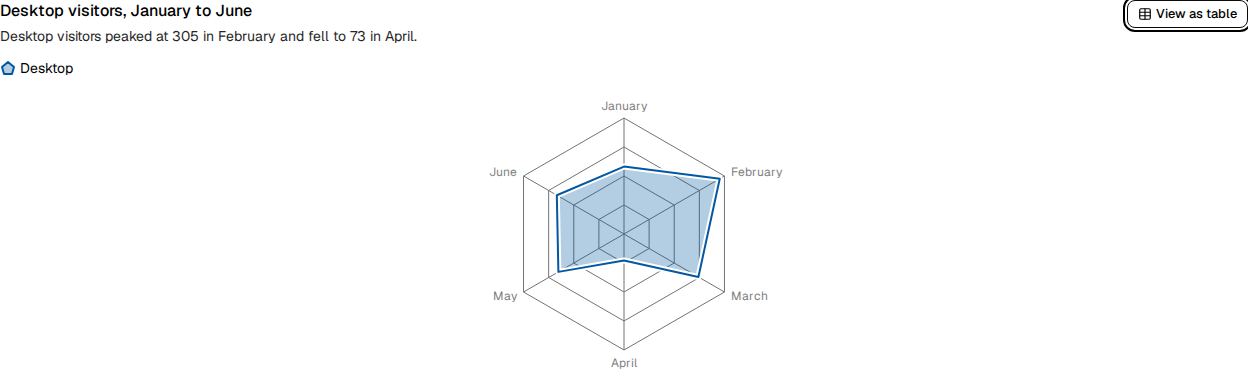 Desktop visitors, January to June
View as table
Desktop visitors peaked at 305 in February and fell to 73 in April.
Desktop
January
June
February
May
March
April